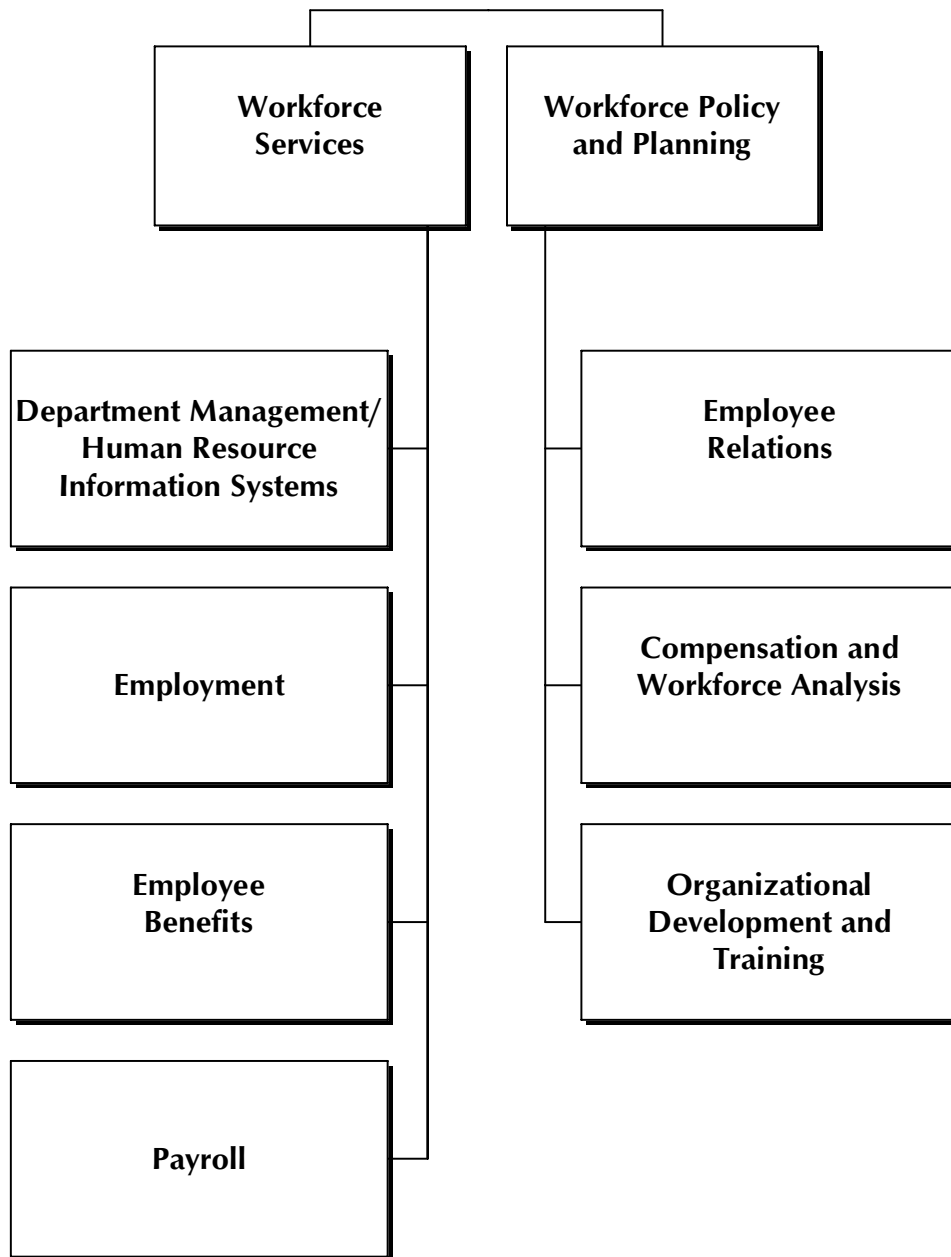 Workforce
Services
Workforce Policy
and Planning
Department Management/
Human Resource
Information Systems
Employment
Employee
Benefits
Payroll
Employee
Relations
Compensation and
Workforce Analysis
Organizational
Development and
Training